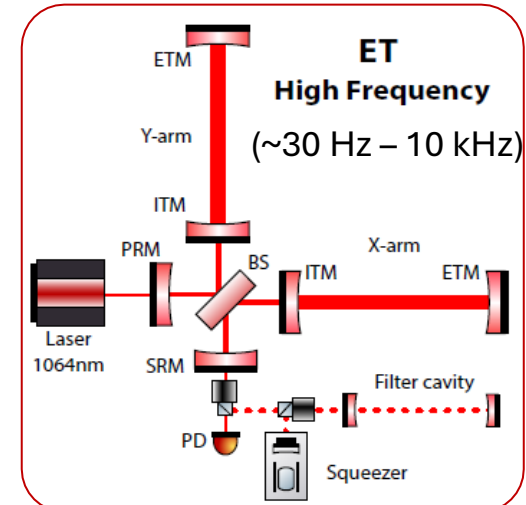 ETM
ET
High Frequency
(~30 Hz – 10 kHz)
Y-arm
ITM
PRM
BS
ITM
X-arm
ETM
Laser
1064nm
SRM
Filter cavity
PD
Squeezer